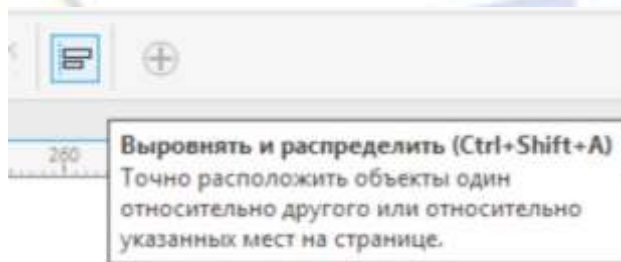 260
Выровнять и распределить (Ctrl+Shift+A)
Точно расположить объекты один
относительно другого или относительно
указанных мест на странице.